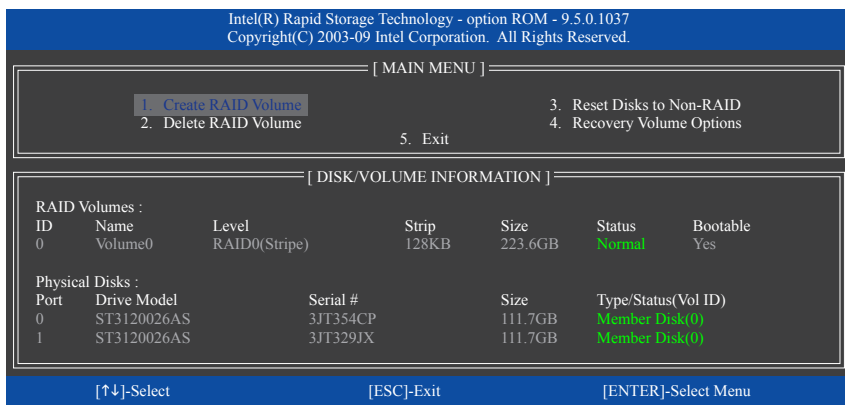 Intel(R) Rapid Storage Technology - option ROM - 9.5.0.1037
Copyright(C) 2003-09 Intel Corporation. All Rights Reserved.
[ MAIN MENU ]
1. Create RAID Volume 3. Reset Disks to Non-RAID
2. Delete RAID Volume 4. Recovery Volume Options
5. Exit
[ DISK/VOLUME INFORMATION ]
RAID Volumes :
ID Name Level Strip Size Status Bootable
0 Volume0 RAID0(Stripe) 128KB 223.6GB Normal Yes
Physical Disks :
Port Drive Model Serial # Size Type/Status(Vol ID)
0 ST3120026AS 3JT354CP 111.7GB Member Disk(0)
1 ST3120026AS 3JT329JX 111.7GB Member Disk(0)
[↑↓]-Select [ESC]-Exit [ENTER]-Select Menu